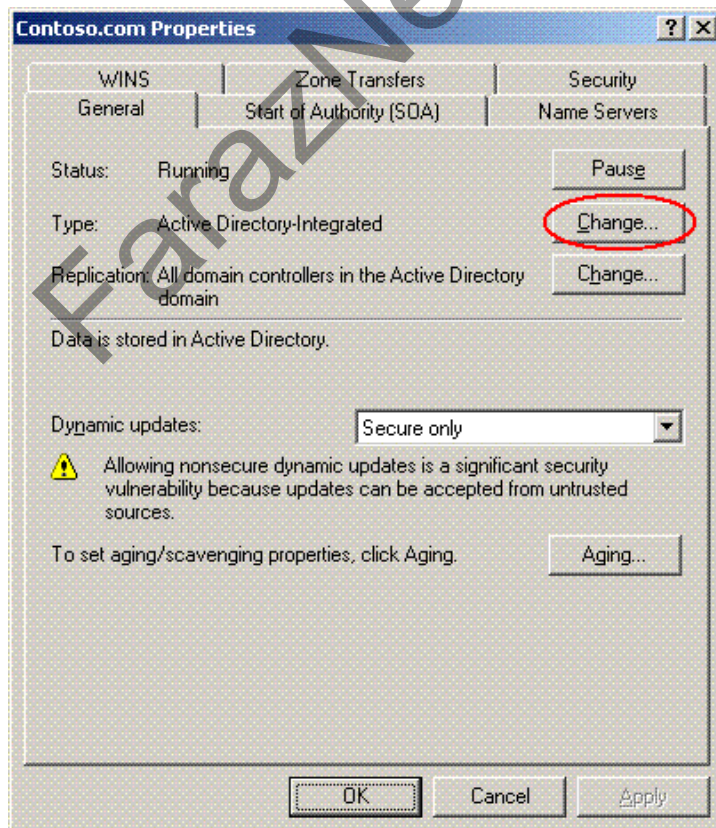 Contoso.com Properties
WINS Zone Transfers Security
General Start of Authority (SOA) Name Servers
Status: Running Pause
Type: Active Directory-Integrated Change...
Replication: All domain controllers in the Active Directory Change...
domain
Data is stored in Active Directory.
Dynamic updates: Secure only
Allowing nonsecure dynamic updates is a significant security
vulnerability because updates can be accepted from untrusted
sources.
To set aging/scavenging properties, click Aging. Aging...
OK Cancel Apply